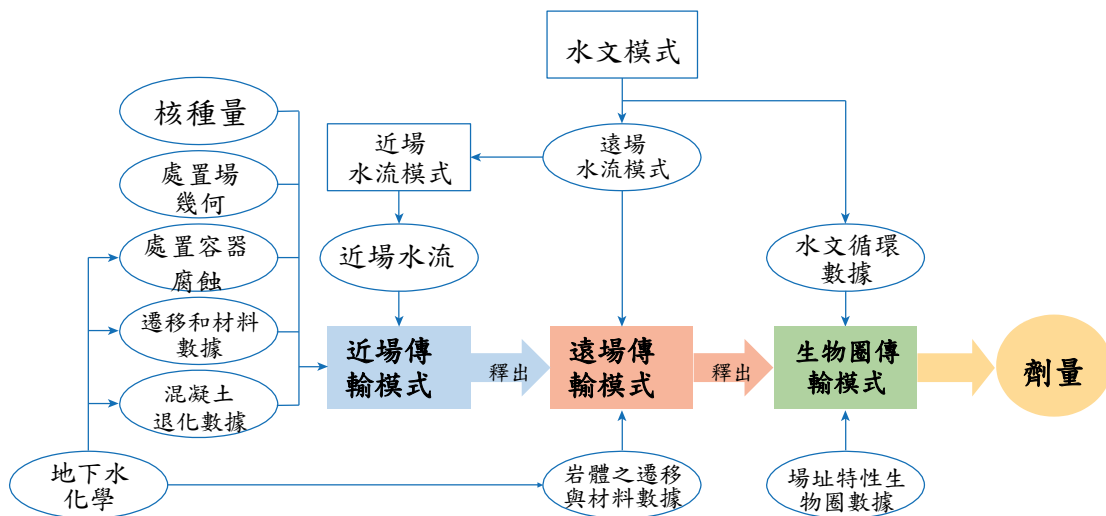 水文模式
核種量
近場
水流模式
遠場
水流模式
處置場
幾何
處置容器
腐蝕
近場水流
水文循環
數據
遷移和材料
數據
近場傳
輸模式
釋出
遠場傳
輸模式
釋出
生物圈傳
輸模式
劑量
混凝土
退化數據
地下水
化學
岩體之遷移
與材料數據
場址特性生
物圈數據